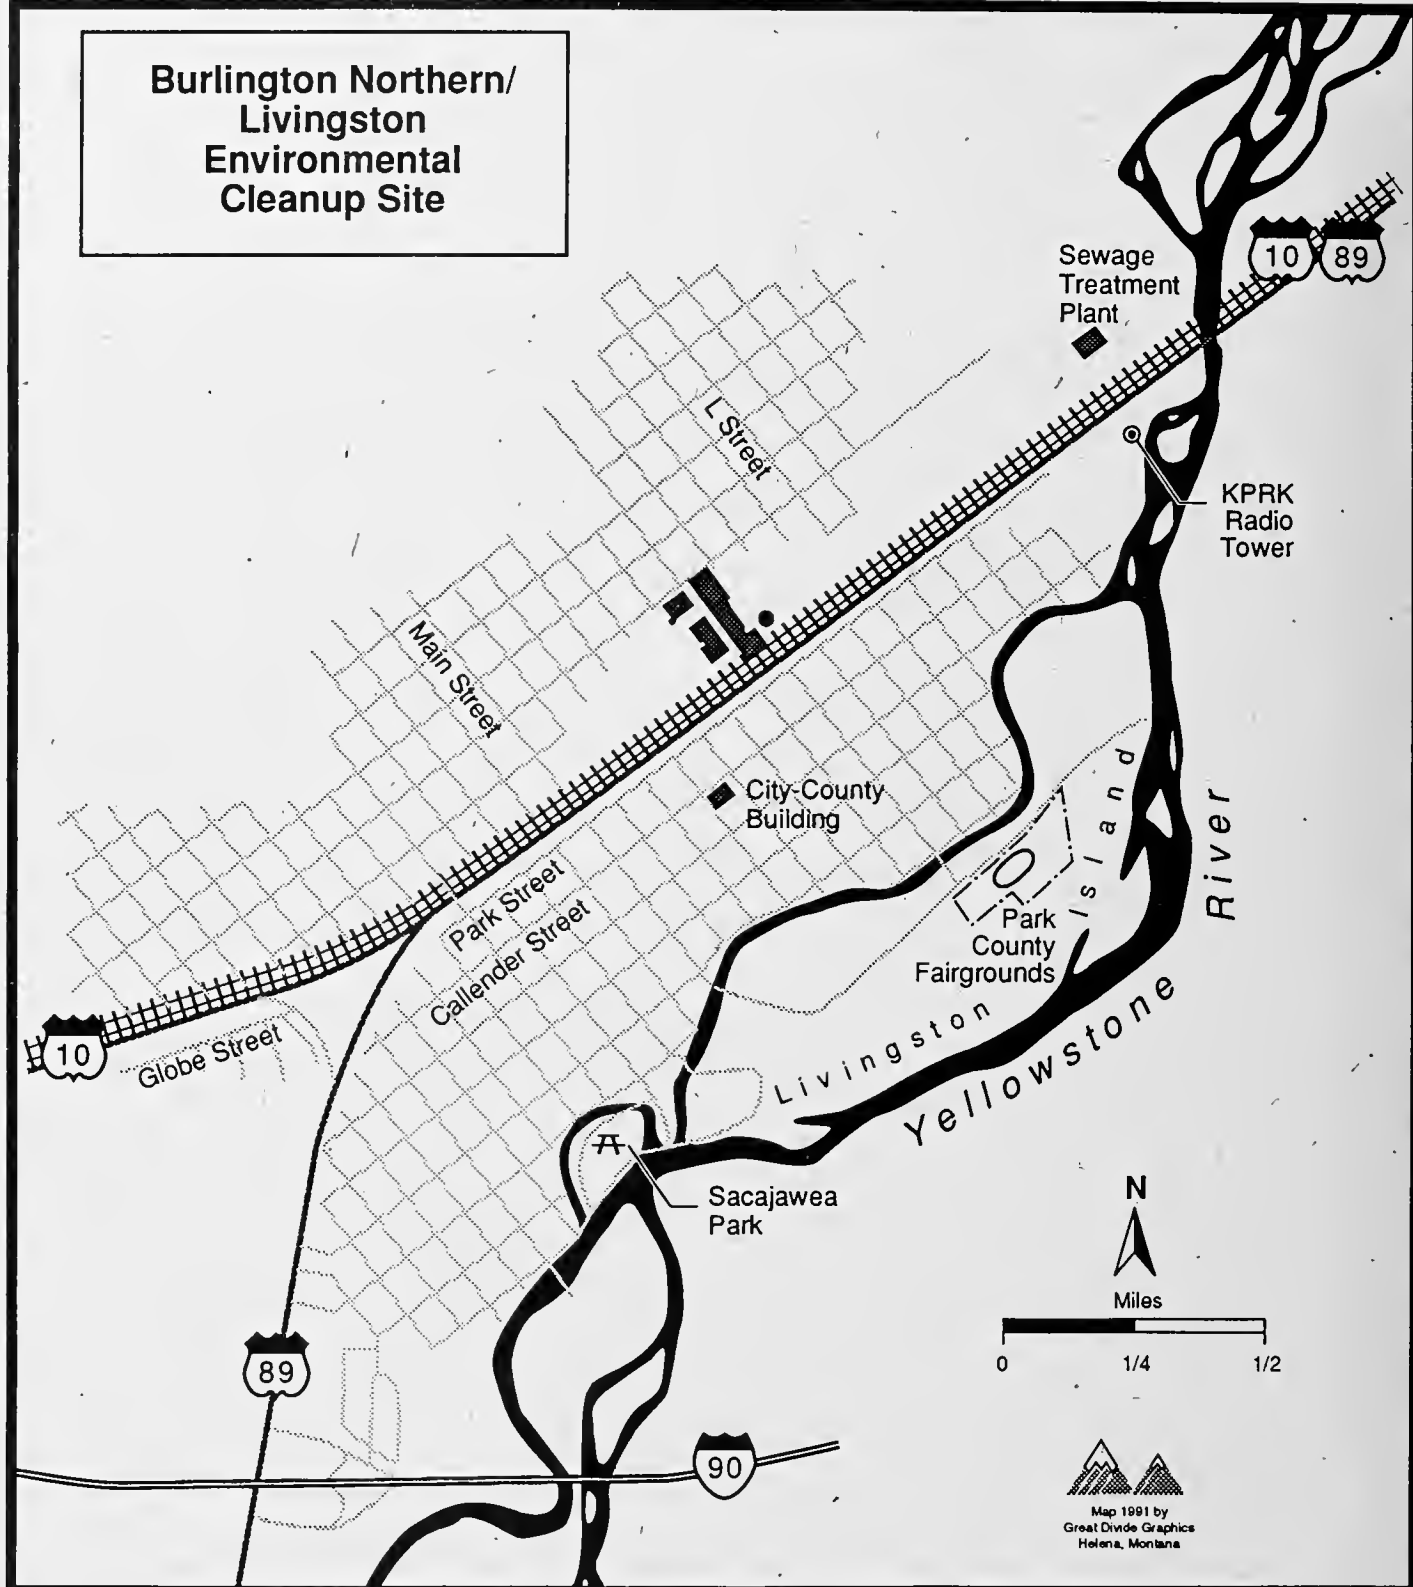 Burlington Northern/
Livingston
Environmental
Cleanup Site
10
89
Sewage
Treatment
Plant
L Street
KPRK
Radio
Tower
Main Street
City-County
Building
Island
River
Park Street
Callender Street
Park
County
Fairgrounds
10
Globe Street
Livingston
Yellowstone
Sacajawea
Park
N
Miles
0 1/4 1/2
89
90
Map 1991 by
Great Divide Graphics
Helena, Montana